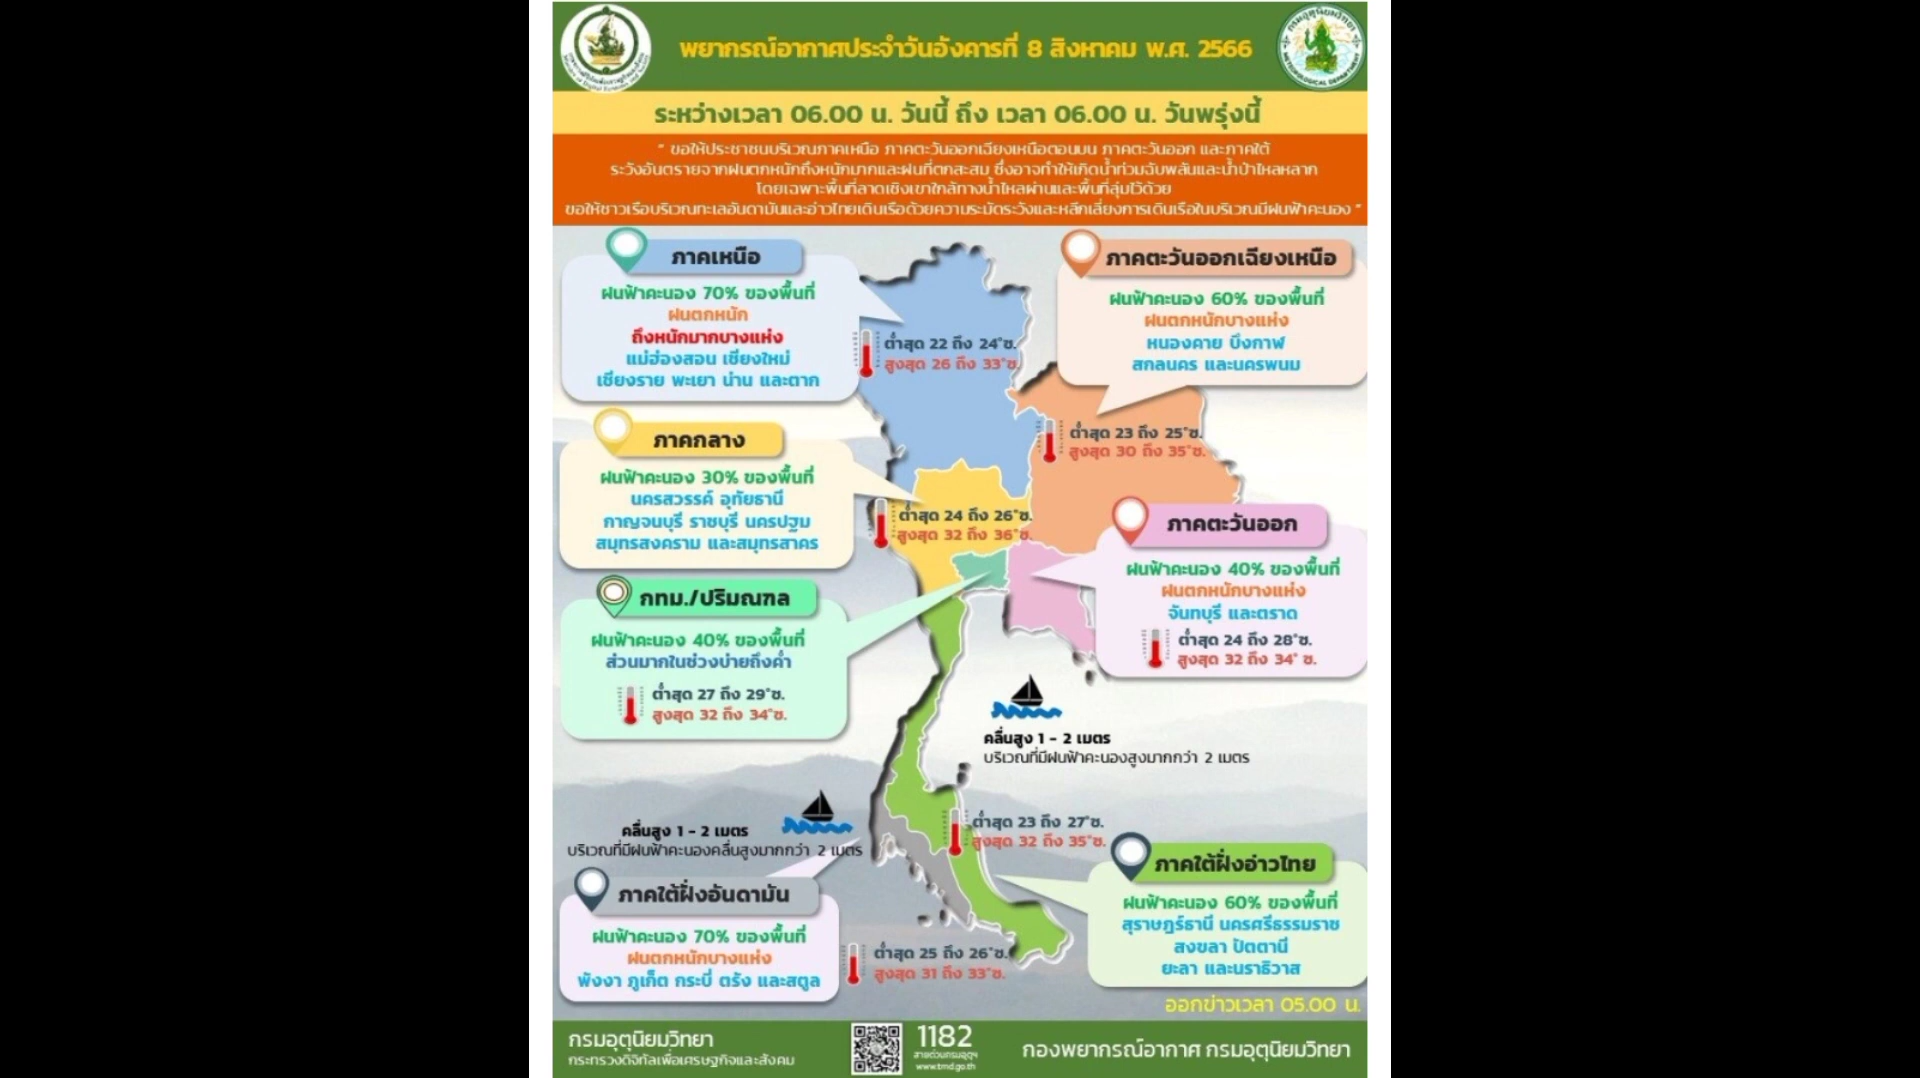 พยากรณ์อากาศประจำวันอังคารที่ 8 สิงหาคม พ.ศ. 2566
ระหว่างเวลา 06.00 น. วันนี้ ถึง เวลา 06.00 น. วันพรุ่งนี้
" ขอให้ประชาชนบริเวณภาคเหนือ ภาคตะวันออกเฉียงเหนือตอนบน ภาคตะวันออก และภาคใต้
ระวังอันตรายจากฝนตกหนักถึงหนักมากและฝนที่ตกสะสม ซึ่งอาจทำให้เกิดน้ำท่วมฉับพลันและน้ำป่าไหลหลาก
โดยเฉพาะพื้นที่ลาดเชิงเขาใกล้ทางน้ำไหลผ่านและพื้นที่ลุ่มไว้ด้วย
ขอให้ชาวเรือบริเวณทะเลอันดามันและอ่าวไทยเดินเรือด้วยความระมัดระวังและหลีกเลี่ยงการเดินเรือในบริเวณมีฝนฟ้าคะนอง "
ภาคเหนือ
ฝนฟ้าคะนอง 70% ของพื้นที่
ฝนตกหนัก
ถึงหนักมากบางแห่ง
แม่ฮ่องสอน เชียงใหม่
เชียงราย พะเยา น่าน และตาก
ต่ำสุด 22 ถึง 24°ซ.
สูงสุด 26 ถึง 33°ซ.
ภาคตะวันออกเฉียงเหนือ
ฝนฟ้าคะนอง 60% ของพื้นที่
ฝนตกหนักบางแห่ง
หนองคาย บึงกาฬ
สกลนคร และนครพนม
ต่ำสุด 23 ถึง 25°ซ.
สูงสุด 30 ถึง 35°ซ.
ภาคกลาง
ฝนฟ้าคะนอง 30% ของพื้นที่
นครสวรรค์ อุทัยธานี
กาญจนบุรี ราชบุรี นครปฐม
สมุทรสงคราม และสมุทรสาคร
ต่ำสุด 24 ถึง 26°ซ.
สูงสุด 32 ถึง 36°ซ.
ภาคตะวันออก
ฝนฟ้าคะนอง 40% ของพื้นที่
ฝนตกหนักบางแห่ง
จันทบุรี และตราด
ต่ำสุด 24 ถึง 28°ซ.
สูงสุด 32 ถึง 34° ซ.
กทม./ปริมณฑล
ฝนฟ้าคะนอง 40% ของพื้นที่
ส่วนมากในช่วงบ่ายถึงค่ำ
ต่ำสุด 27 ถึง 29°ซ.
สูงสุด 32 ถึง 34°ซ.
คลื่นสูง 1 - 2 เมตร
บริเวณที่มีฝนฟ้าคะนองสูงมากกว่า 2 เมตร
คลื่นสูง 1 - 2 เมตร
บริเวณที่มีฝนฟ้าคะนองคลื่นสูงมากกว่า 2 เมตร
ต่ำสุด 23 ถึง 27°ซ.
สูงสุด 32 ถึง 35°ซ.
ภาคใต้ฝั่งอ่าวไทย
ฝนฟ้าคะนอง 60% ของพื้นที่
สุราษฎร์ธานี นครศรีธรรมราช
สงขลา ปัตตานี
ยะลา และนราธิวาส
ภาคใต้ฝั่งอันดามัน
ฝนฟ้าคะนอง 70% ของพื้นที่
ฝนตกหนักบางแห่ง
พังงา ภูเก็ต กระบี่ ตรัง และสตูล
ต่ำสุด 25 ถึง 26°ซ.
สูงสุด 31 ถึง 33°ซ.
ออกข่าวเวลา 05.00 น.
กรมอุตุนิยมวิทยา
กระทรวงดิจิทัลเพื่อเศรษฐกิจและสังคม
1182
สายด่วนกรมอุตุฯ
www.tmd.go.th
กองพยากรณ์อากาศ กรมอุตุนิยมวิทยา